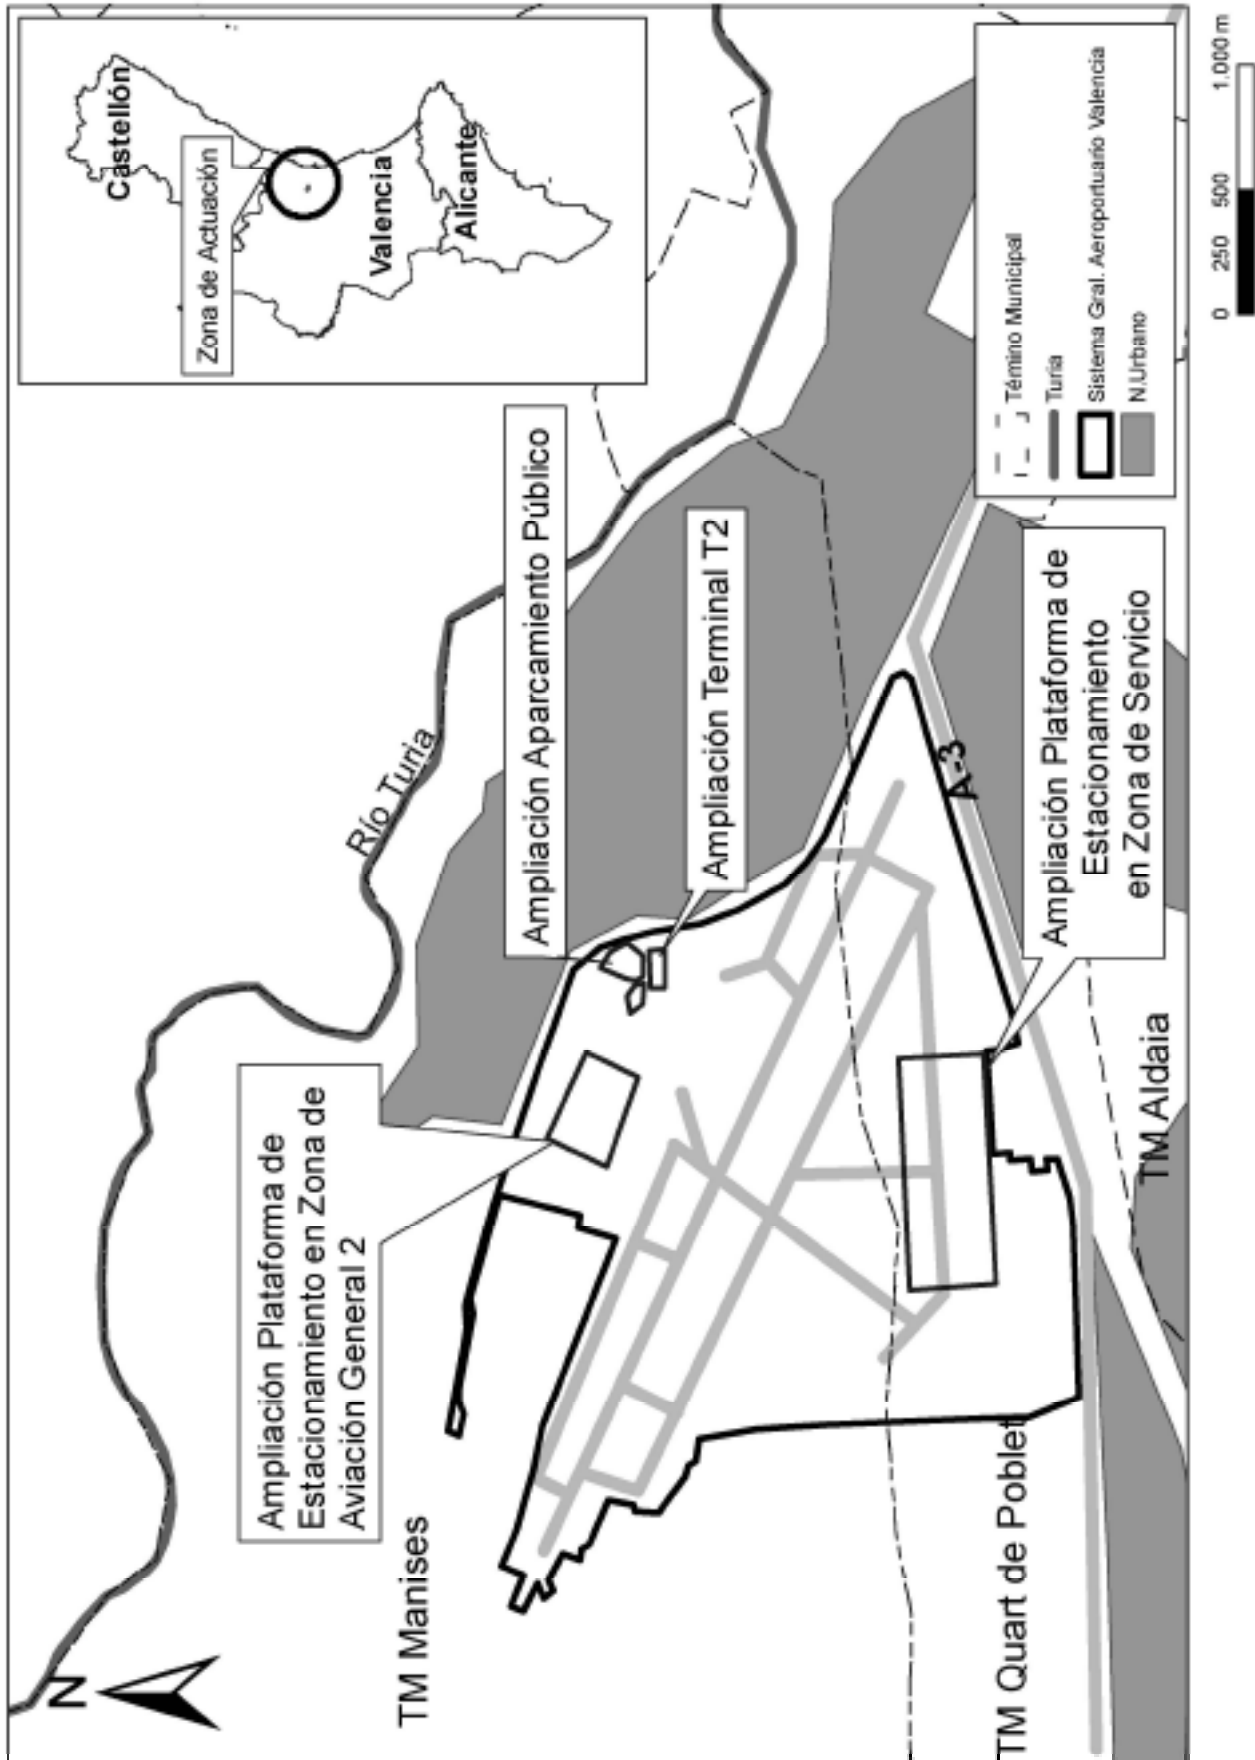 N
Castellón
Zona de Actuación
Valencia
Alicante
Río Turia
Ampliación Plataforma de
Estacionamiento en Zona de
Aviación General 2
Ampliación Aparcamiento Público
Ampliación Terminal T2
TM Manises
A-3
Ampliación Plataforma de
Estacionamiento
en Zona de Servicio
TM Quart de Poblet
TM Aldaia
Témino Municipal
Turia
Sistema Gral. Aeroportuario Valencia
N.Urbano
0 250 500 1.000 m